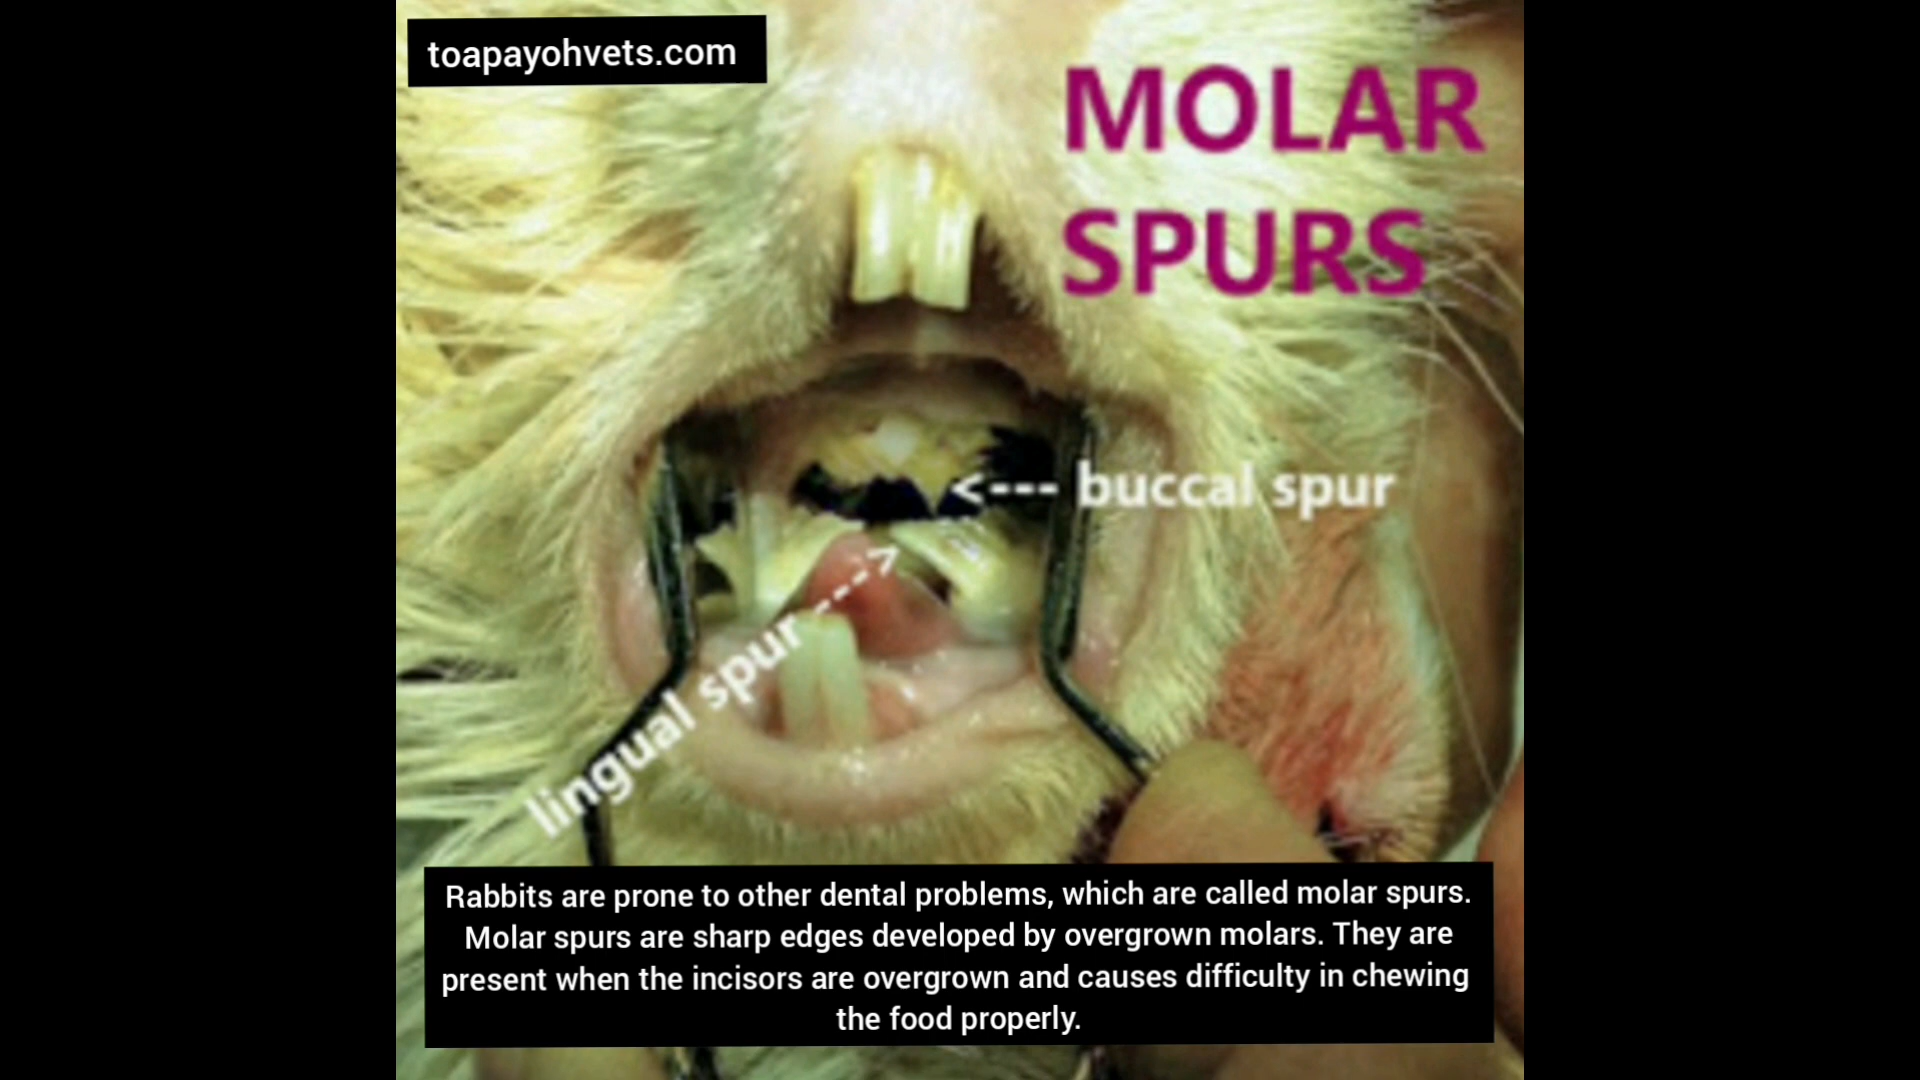 toapayohvets.com
MOLAR
SPURS
<--- buccal spur
lingual spur --->
Rabbits are prone to other dental problems, which are called molar spurs.
Molar spurs are sharp edges developed by overgrown molars. They are
present when the incisors are overgrown and causes difficulty in chewing
the food properly.